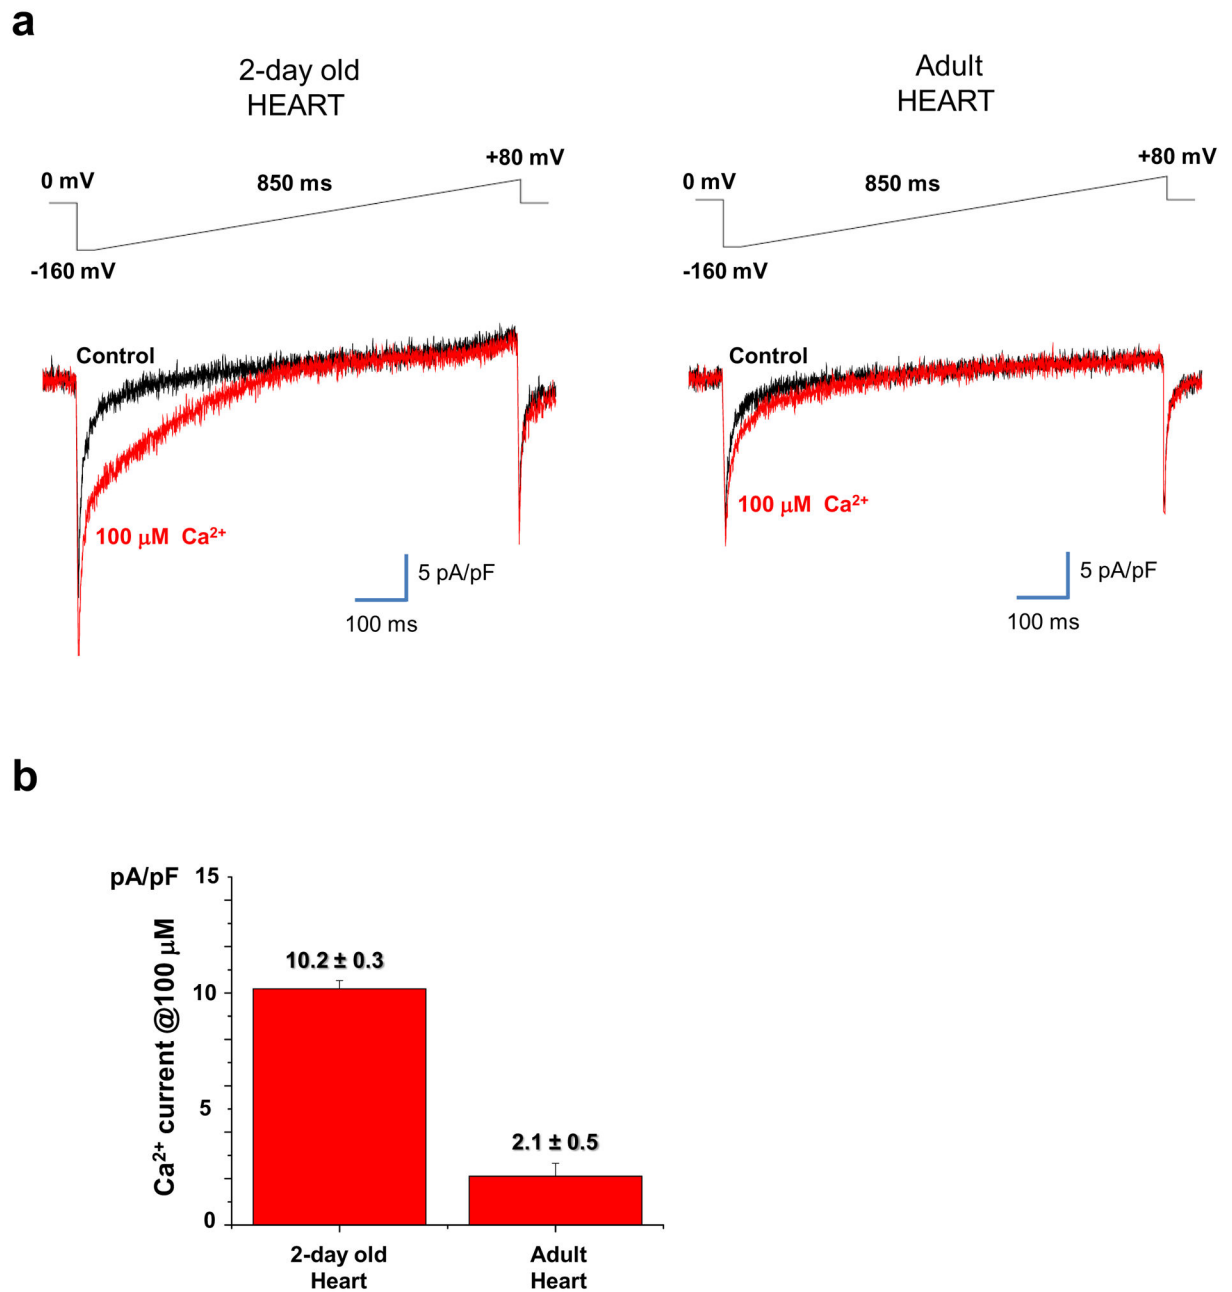 a
2-day old
HEART
Adult
HEART
+80 mV
0 mV
850 ms
-160 mV
+80 mV
0 mV
850 ms
-160 mV
Control
100 μM Ca²⁺
5 pA/pF
100 ms
Control
100 μM Ca²⁺
5 pA/pF
100 ms
b
pA/pF
15
10
5
0
Ca²⁺ current @100 μM
10.2 ± 0.3
2.1 ± 0.5
2-day old
Heart
Adult
Heart